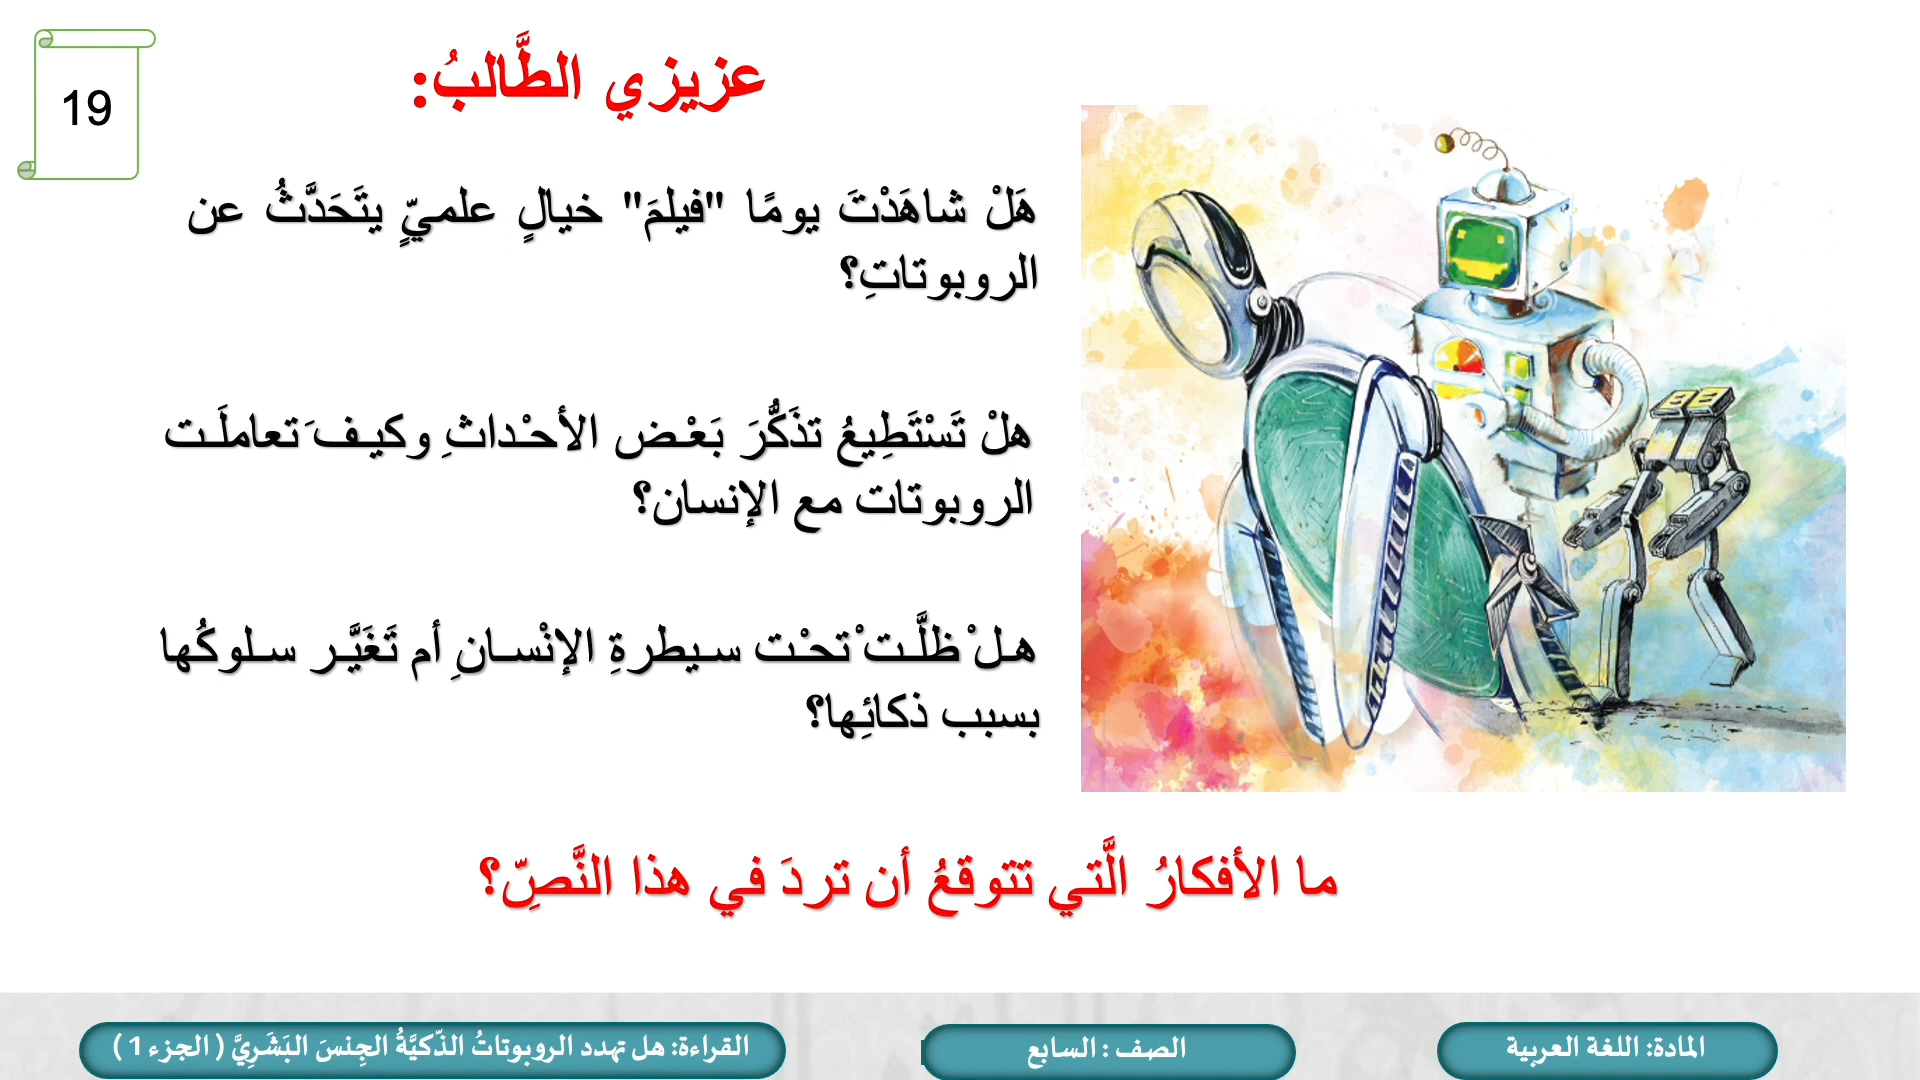 19
عزيزي الطَّالبُ:
هَلْ شاهَدْتَ يومًا "فيلمَ" خيالٍ علميٍّ يتَحَدَّثُ عن
الروبوتاتِ؟
هلْ تَسْتَطِيعُ تذَكُّرَ بَعْض الأحْداثِ وكيفَ تعاملَت
الروبوتات مع الإنسان؟
هلْ ظلَّتْ تحْت سيطرةِ الإنْسانِ أم تَغَيَّر سلوكُها
بسبب ذكائِها؟
ما الأفكارُ الَّتي تتوقعُ أن تردَ في هذا النَّصِّ؟
المادة: اللغة العربية
الصف : السابع
القراءة: هل تهدد الروبوتاتُ الذّكيَّةُ الجِنسَ البَشَرِيَّ ( الجزء 1 )